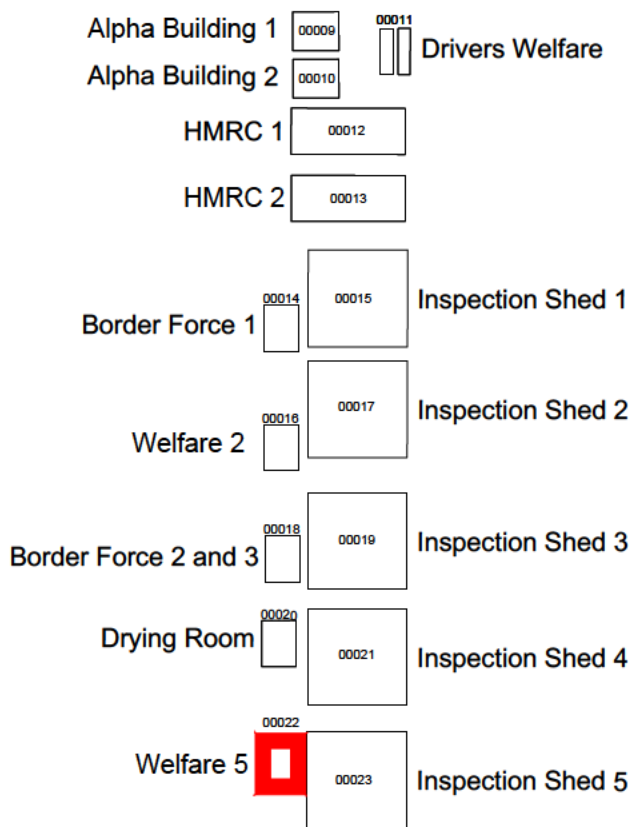 Alpha Building 1
00009
00011
Drivers Welfare
Alpha Building 2
00010
HMRC 1
00012
HMRC 2
00013
00014
00015
Inspection Shed 1
Border Force 1
00016
00017
Inspection Shed 2
Welfare 2
00018
00019
Inspection Shed 3
Border Force 2 and 3
00020
Drying Room
00021
Inspection Shed 4
00022
Welfare 5
00023
Inspection Shed 5